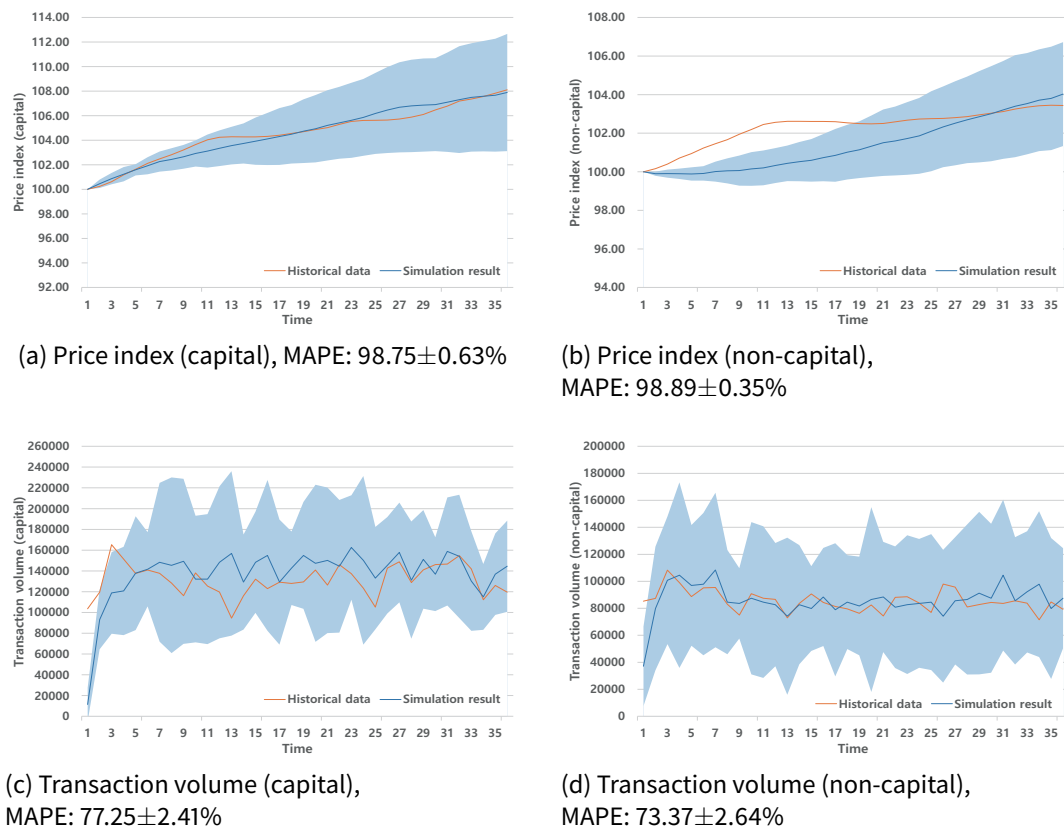 114.00
112.00
110.00
108.00
106.00
104.00
102.00
100.00
98.00
96.00
94.00
92.00
Price index (capital)
Historical data Simulation result
1 3 5 7 9 11 13 15 17 19 21 23 25 27 29 31 33 35
Time
(a) Price index (capital), MAPE: 98.75±0.63%
108.00
106.00
104.00
102.00
100.00
98.00
96.00
94.00
Price index (non-capital)
Historical data Simulation result
1 3 5 7 9 11 13 15 17 19 21 23 25 27 29 31 33 35
Time
(b) Price index (non-capital),
MAPE: 98.89±0.35%
260000
240000
220000
200000
180000
160000
140000
120000
100000
80000
60000
40000
20000
0
Transaction volume (capital)
Historical data Simulation result
1 3 5 7 9 11 13 15 17 19 21 23 25 27 29 31 33 35
Time
(c) Transaction volume (capital),
MAPE: 77.25±2.41%
200000
180000
160000
140000
120000
100000
80000
60000
40000
20000
0
Transaction volume (non-capital)
Historical data Simulation result
1 3 5 7 9 11 13 15 17 19 21 23 25 27 29 31 33 35
Time
(d) Transaction volume (non-capital),
MAPE: 73.37±2.64%